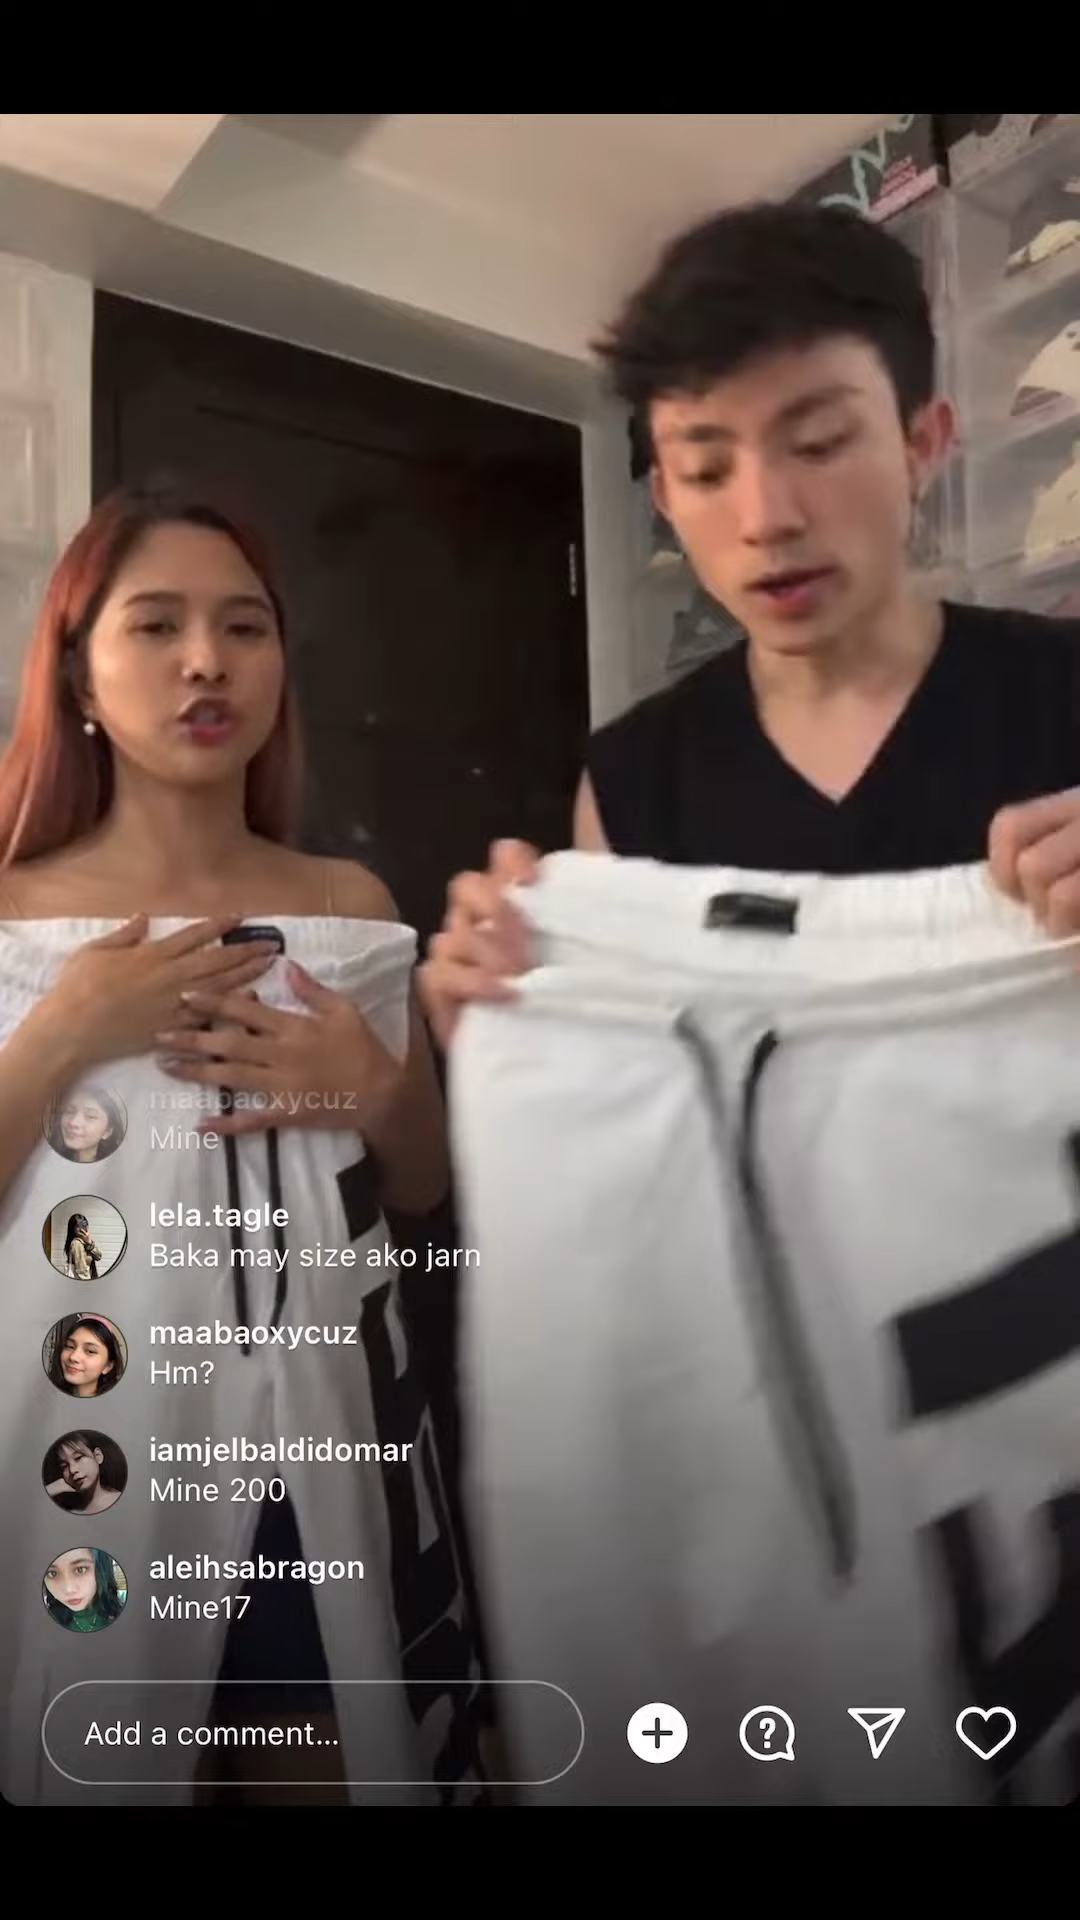 maabaoxycuz
Mine
lela.tagle
Baka may size ako jarn
maabaoxycuz
Hm?
iamjelbaldidomar
Mine 200
aleihsabragon
Mine17
Add a comment...